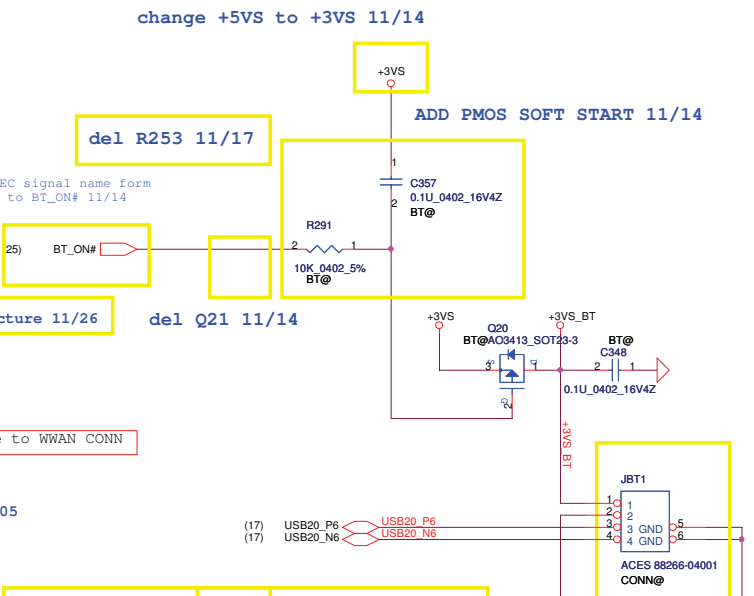 change +5VS to +3VS 11/14
+3VS
ADD PMOS SOFT START 11/14
del R253 11/17
1
EC signal name form
to BT_ON# 11/14
C357
0.1U_0402_16V4Z
2
BT@
R291
25)
BT_ON#
2
1
10K_0402_5%
BT@
cture 11/26
del Q21 11/14
+3VS
+3VS_BT
Q20
BT@AO3413_SOT23-3
BT@
C348
S
D
3
1
2
1
0.1U_0402_16V4Z
G
2
+3VS_BT
e to WWAN CONN
JBT1
05
1
1
2
2
(17)
USB20_P6
USB20_P6
3
3 GND
5
(17)
USB20_N6
USB20_N6
4
4 GND
6
ACES 88266-04001
CONN@